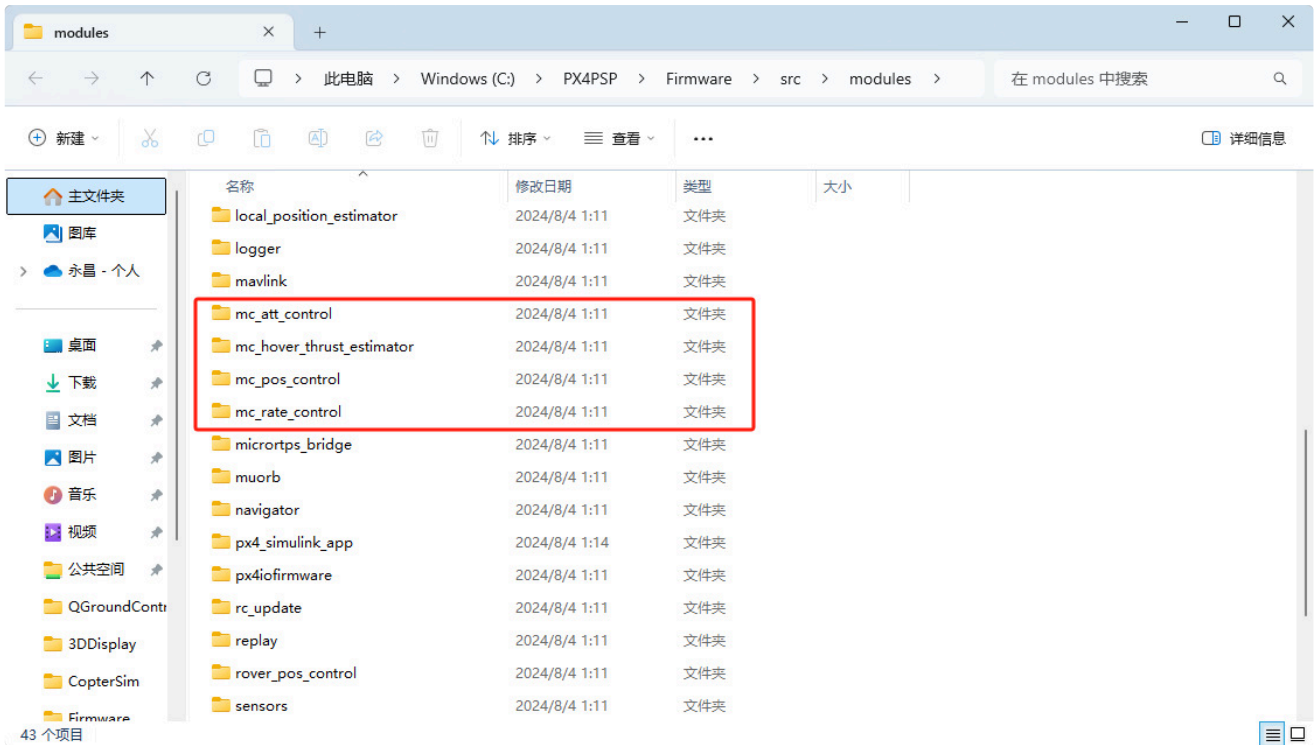 modules
此电脑 > Windows (C:) > PX4PSP > Firmware > src > modules >
在 modules 中搜索
新建
排序
查看
详细信息
主文件夹
图库
永昌 - 个人
桌面
下载
文档
图片
音乐
视频
公共空间
QGroundContr
3DDisplay
CopterSim
Firmware
名称 修改日期 类型 大小
local_position_estimator 2024/8/4 1:11 文件夹
logger 2024/8/4 1:11 文件夹
mavlink 2024/8/4 1:11 文件夹
mc_att_control 2024/8/4 1:11 文件夹
mc_hover_thrust_estimator 2024/8/4 1:11 文件夹
mc_pos_control 2024/8/4 1:11 文件夹
mc_rate_control 2024/8/4 1:11 文件夹
micrortps_bridge 2024/8/4 1:11 文件夹
muorb 2024/8/4 1:11 文件夹
navigator 2024/8/4 1:11 文件夹
px4_simulink_app 2024/8/4 1:14 文件夹
px4iofirmware 2024/8/4 1:11 文件夹
rc_update 2024/8/4 1:11 文件夹
replay 2024/8/4 1:11 文件夹
rover_pos_control 2024/8/4 1:11 文件夹
sensors 2024/8/4 1:11 文件夹
43 个项目